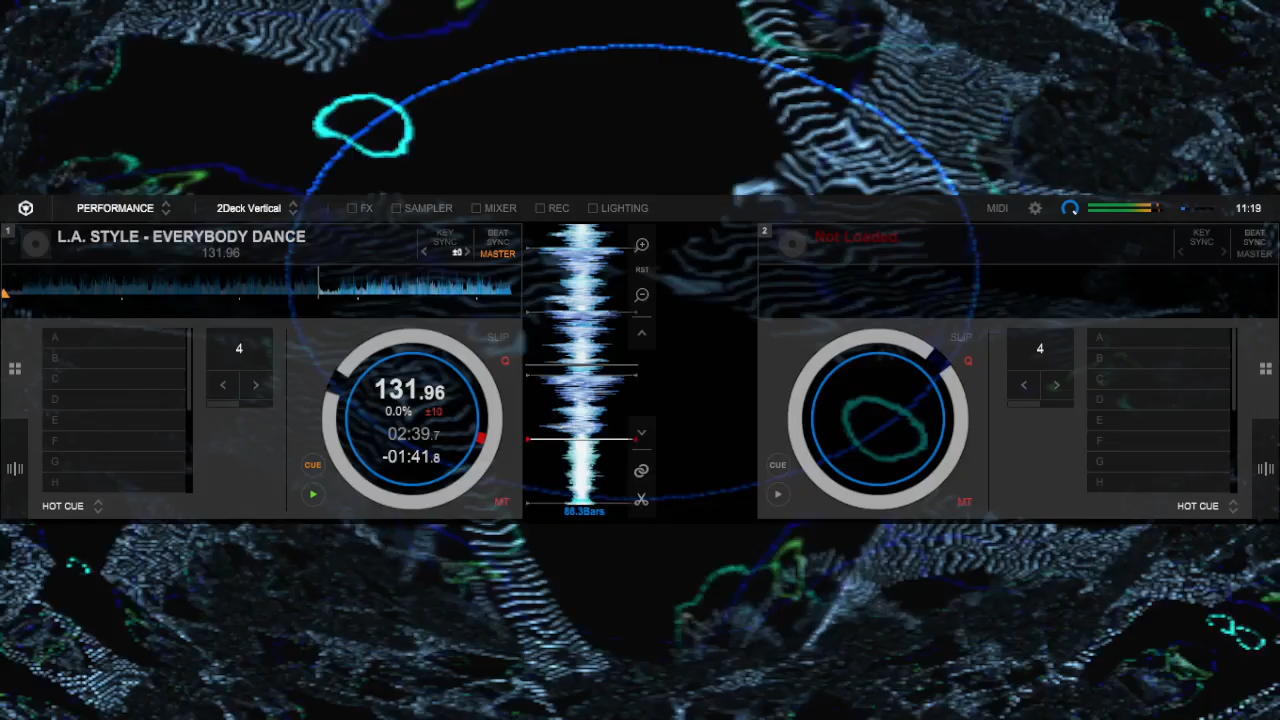 PERFORMANCE 2Deck Vertical FX SAMPLER MIXER REC LIGHTING MIDI 11:19
1 L.A. STYLE - EVERYBODY DANCE
131.96
KEY SYNC ±0
BEAT SYNC MASTER
A
B
C
D
E
F
G
H
HOT CUE
4
SLIP
Q
131.96
0.0% ±10
02:39.7
-01:41.8
CUE
MT
RST
86.3Bars
2 Not Loaded.
KEY SYNC
BEAT SYNC MASTER
SLIP
Q
CUE
MT
4
A
B
C
D
E
F
G
H
HOT CUE